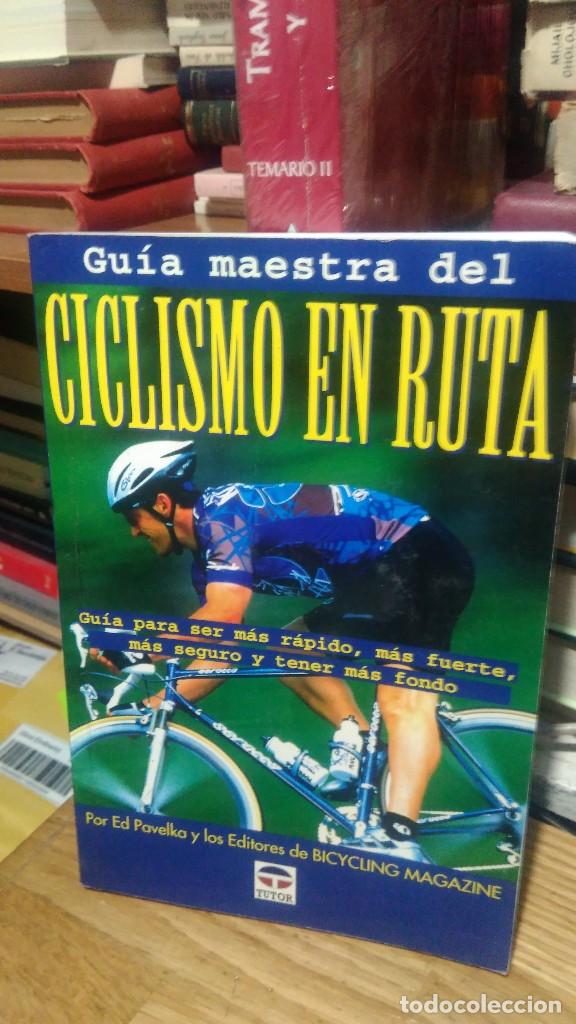 TRAM
Y
TEMARIO II
Guía maestra del
CICLISMO EN RUTA
Guía para ser más rápido, más fuerte,
más seguro y tener más fondo
Por Ed Pavelka y los Editores de BICYCLING MAGAZINE
TUTOR
todocoleccion